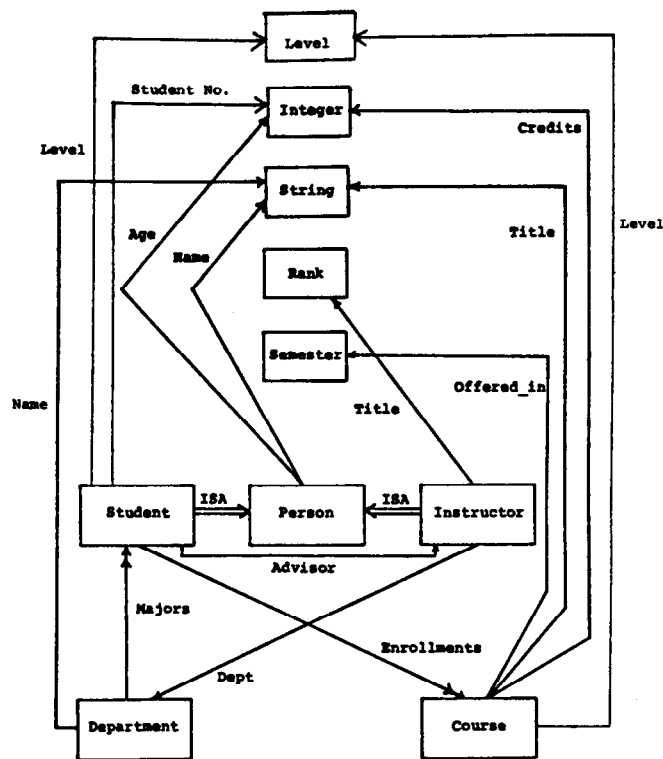 Level
Student No.
Integer
Credits
Level
String
Title
Level
Age
Name
Rank
Semester
Offered_in
Name
Title
ISA
ISA
Student
Person
Instructor
Advisor
Majors
Enrollments
Dept
Department
Course